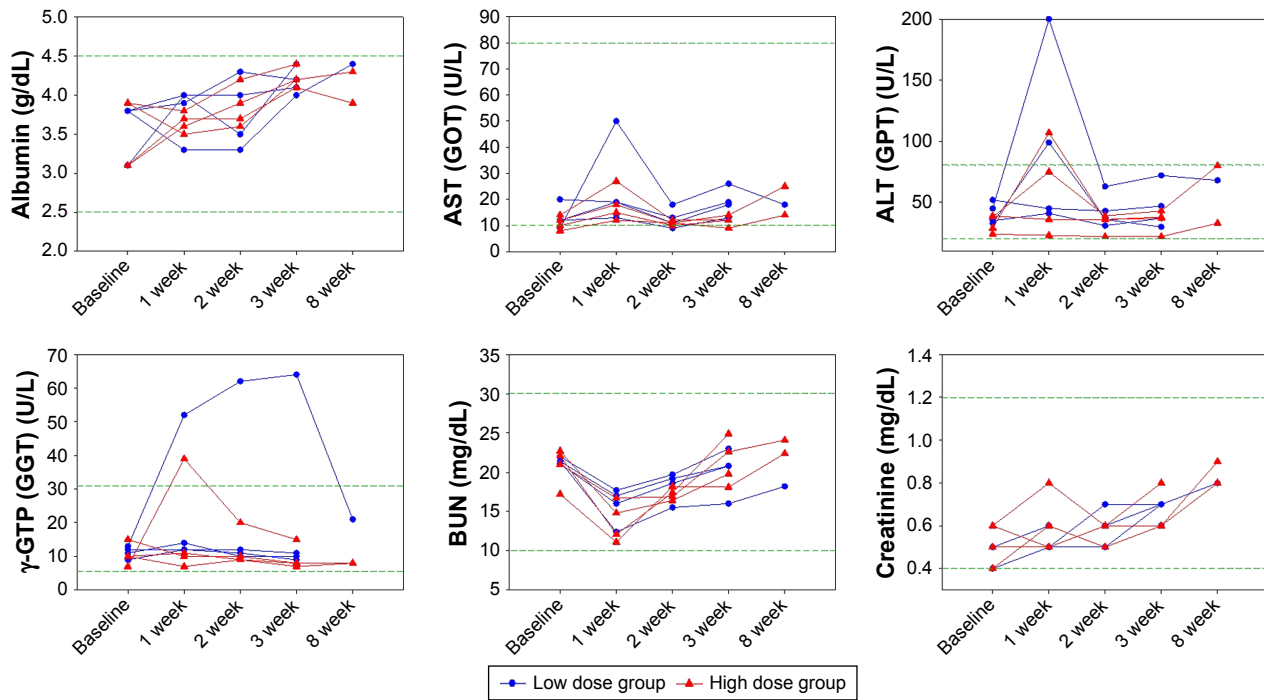 Albumin (g/dL)
5.0
4.5
4.0
3.5
3.0
2.5
2.0
Baseline
1 week
2 week
3 week
8 week
AST (GOT) (U/L)
90
80
70
60
50
40
30
20
10
0
Baseline
1 week
2 week
3 week
8 week
ALT (GPT) (U/L)
200
150
100
50
Baseline
1 week
2 week
3 week
8 week
γ-GTP (GGT) (U/L)
70
60
50
40
30
20
10
0
Baseline
1 week
2 week
3 week
8 week
BUN (mg/dL)
35
30
25
20
15
10
5
Baseline
1 week
2 week
3 week
8 week
Creatinine (mg/dL)
1.4
1.2
1.0
0.8
0.6
0.4
Baseline
1 week
2 week
3 week
8 week
Low dose group
High dose group